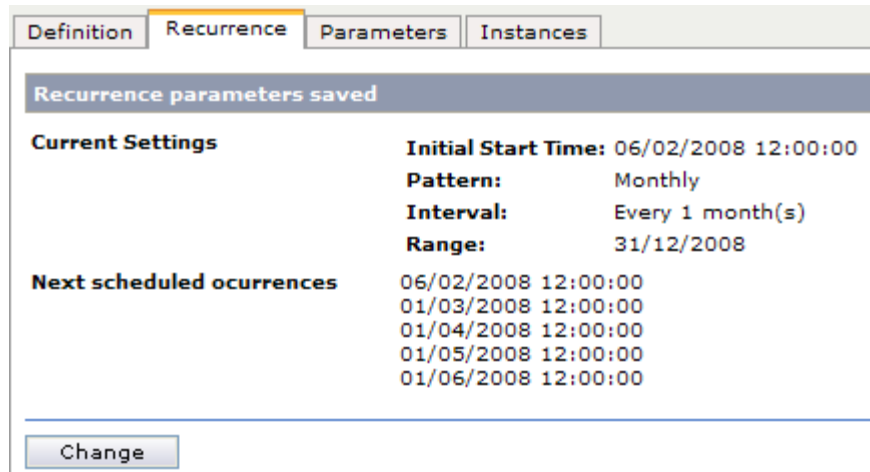 Definition Recurrence Parameters Instances
Recurrence parameters saved
Current Settings Initial Start Time: 06/02/2008 12:00:00
Pattern: Monthly
Interval: Every 1 month(s)
Range: 31/12/2008
Next scheduled ocurrences 06/02/2008 12:00:00
01/03/2008 12:00:00
01/04/2008 12:00:00
01/05/2008 12:00:00
01/06/2008 12:00:00
Change